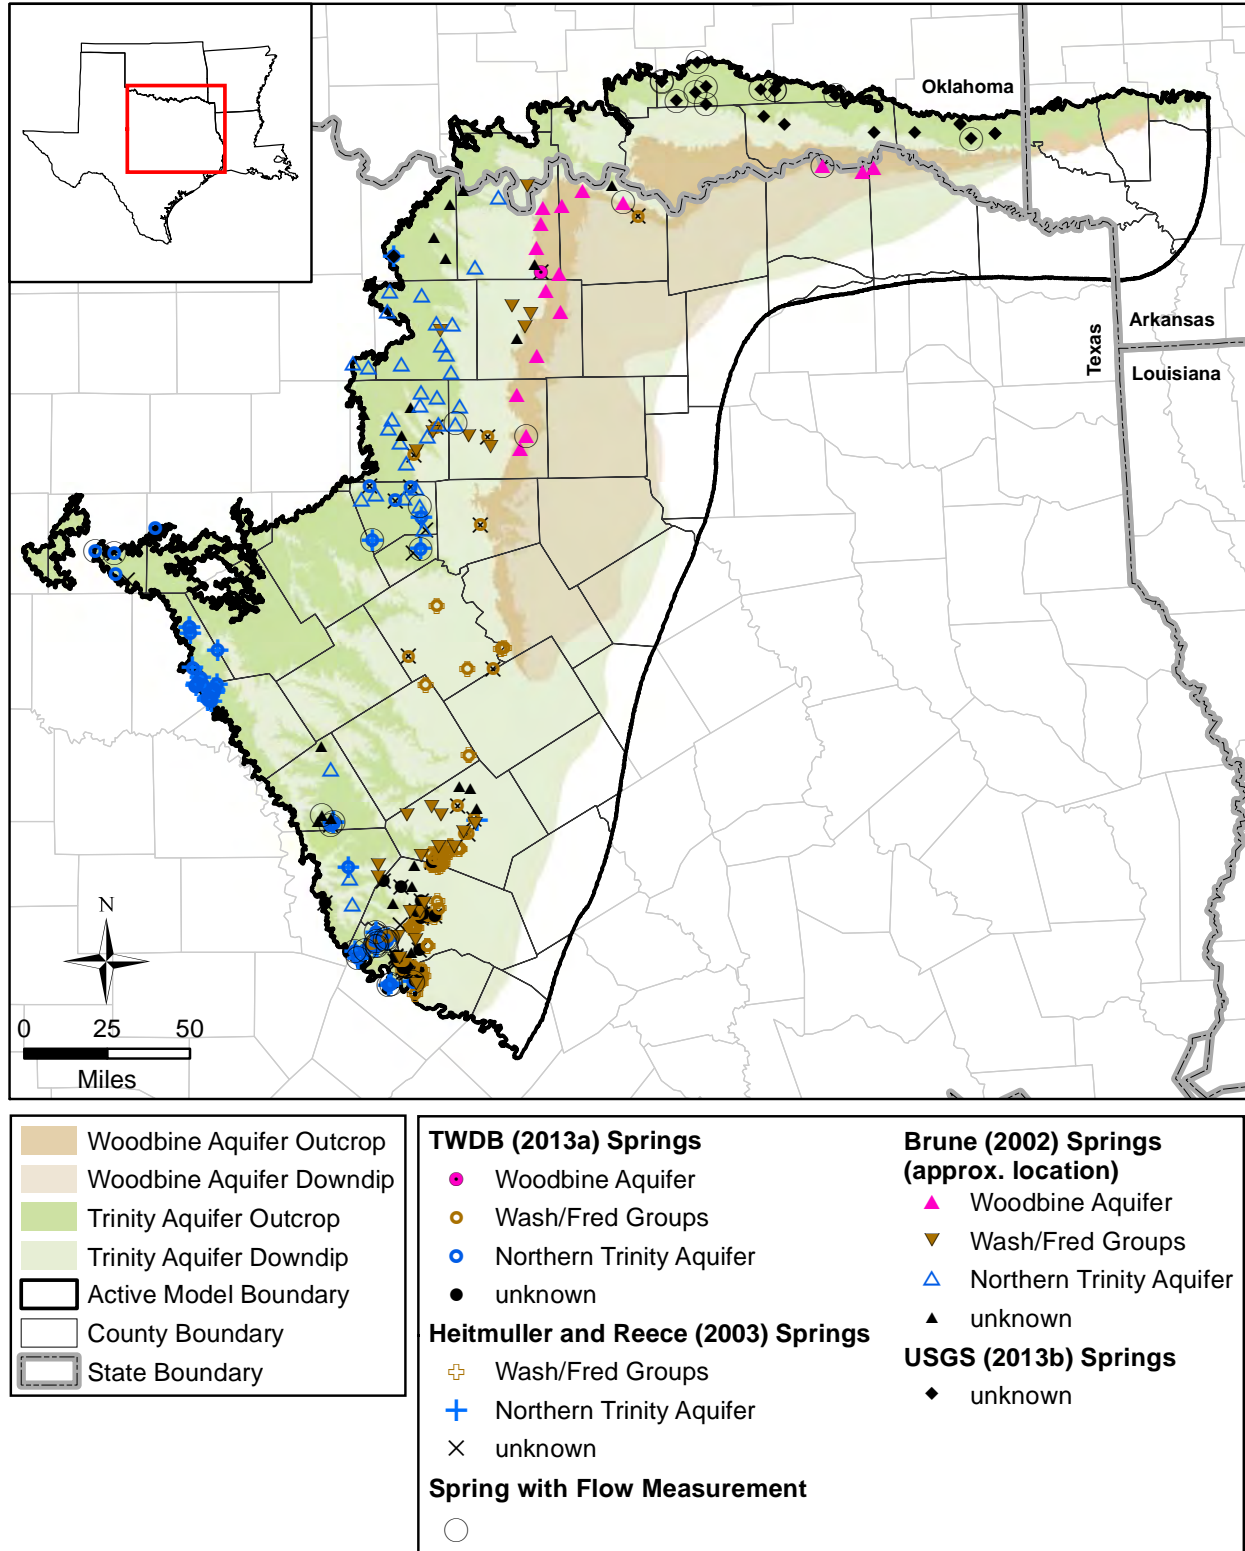 Oklahoma
Texas
Arkansas
Louisiana
N
0 25 50
Miles
Woodbine Aquifer Outcrop
Woodbine Aquifer Downdip
Trinity Aquifer Outcrop
Trinity Aquifer Downdip
Active Model Boundary
County Boundary
State Boundary
TWDB (2013a) Springs
Woodbine Aquifer
Wash/Fred Groups
Northern Trinity Aquifer
unknown
Heitmuller and Reece (2003) Springs
Wash/Fred Groups
Northern Trinity Aquifer
unknown
Spring with Flow Measurement
Brune (2002) Springs
(approx. location)
Woodbine Aquifer
Wash/Fred Groups
Northern Trinity Aquifer
unknown
USGS (2013b) Springs
unknown